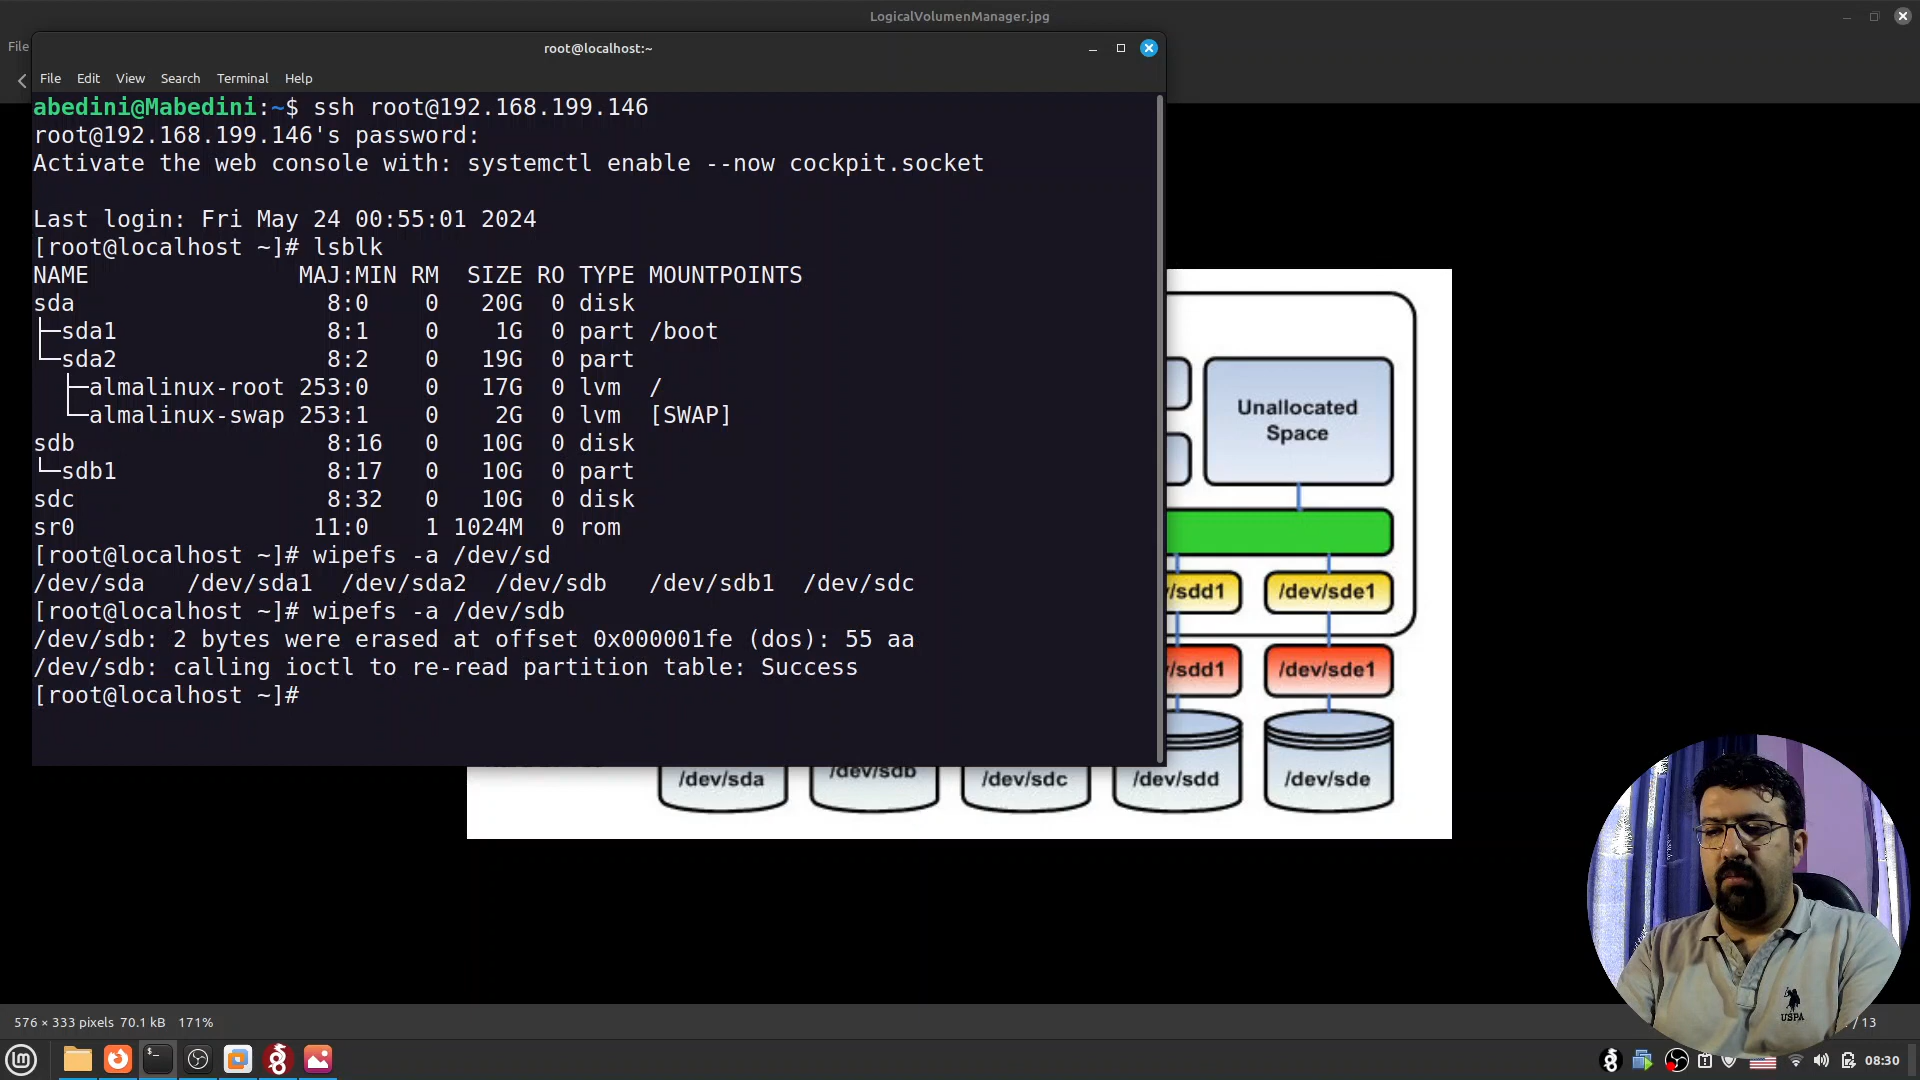 LogicalVolumenManager.jpg
File
root@localhost:~
File Edit View Search Terminal Help
abedini@Mabedini:~$ ssh root@192.168.199.146
root@192.168.199.146's password:
Activate the web console with: systemctl enable --now cockpit.socket
Last login: Fri May 24 00:55:01 2024
[root@localhost ~]# lsblk
NAME MAJ:MIN RM SIZE RO TYPE MOUNTPOINTS
sda 8:0 0 20G 0 disk
├─sda1 8:1 0 1G 0 part /boot
└─sda2 8:2 0 19G 0 part
├─almalinux-root 253:0 0 17G 0 lvm /
└─almalinux-swap 253:1 0 2G 0 lvm [SWAP]
sdb 8:16 0 10G 0 disk
└─sdb1 8:17 0 10G 0 part
sdc 8:32 0 10G 0 disk
sr0 11:0 1 1024M 0 rom
[root@localhost ~]# wipefs -a /dev/sd
/dev/sda /dev/sda1 /dev/sda2 /dev/sdb /dev/sdb1 /dev/sdc
[root@localhost ~]# wipefs -a /dev/sdb
/dev/sdb: 2 bytes were erased at offset 0x000001fe (dos): 55 aa
/dev/sdb: calling ioctl to re-read partition table: Success
[root@localhost ~]#
Unallocated
Space
/sdd1 /dev/sde1
/sdd1 /dev/sde1
/dev/sda /dev/sdb /dev/sdc /dev/sdd /dev/sde
USPA
576 × 333 pixels 70.1 kB 171%
/ 13
08:30